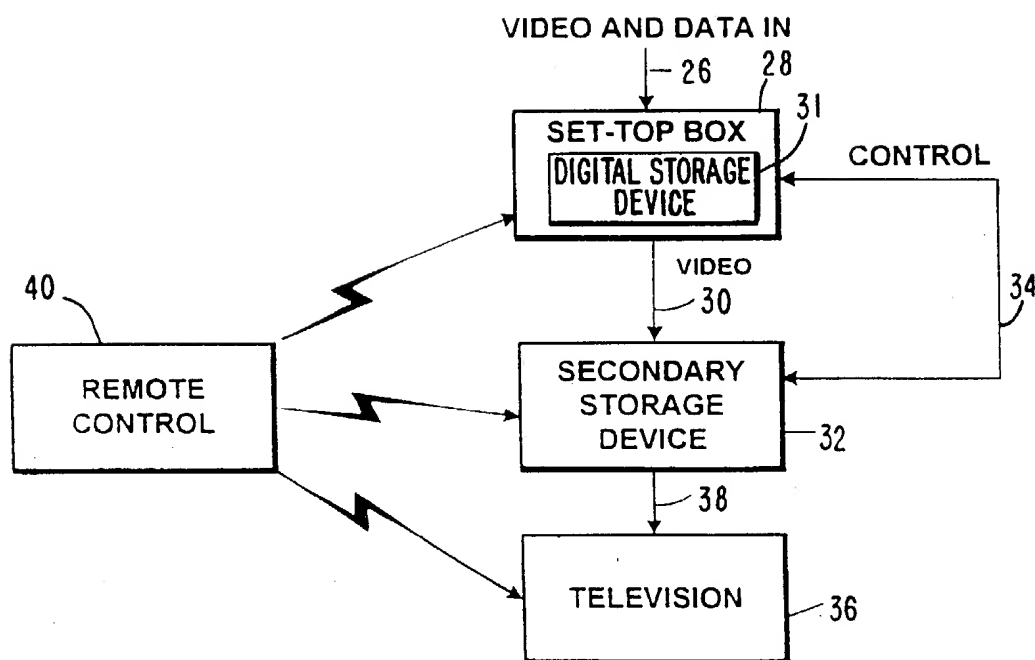 VIDEO AND DATA IN
26
28
SET-TOP BOX
31
DIGITAL STORAGE
DEVICE
CONTROL
VIDEO
30
34
40
REMOTE
CONTROL
SECONDARY
STORAGE
DEVICE
32
38
TELEVISION
36